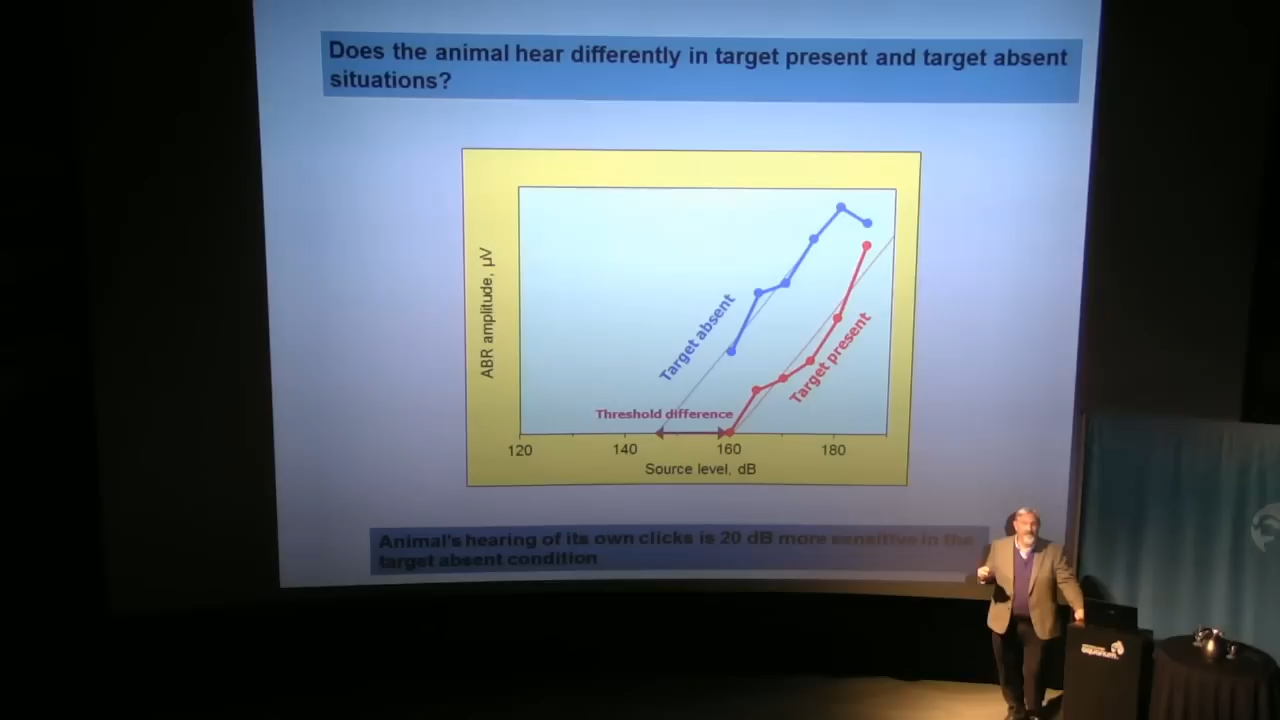 Does the animal hear differently in target present and target absent
situations?
ABR amplitude, µV
Target absent
Target present
Threshold difference
120 140 160 180
Source level, dB
Animal's hearing of its own clicks is 20 dB more sensitive in the
target absent condition
aquarium